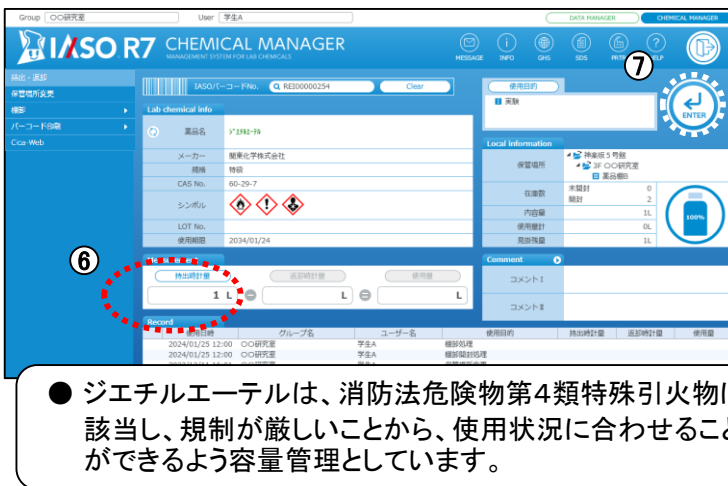 Group ○○研究室 User 学生A DATA MANAGER CHEMICAL MANAGER
IASO R7 CHEMICAL MANAGER
MANAGEMENT SYSTEM FOR LAB CHEMICALS
MESSAGE INFO GHS SDS HELP
⑦
ENTER
持出・返却
保管場所変更
棚卸
バーコード印刷
Cica-Web
IASO/バーコードNo. REI00000254 Clear
使用目的
実験
Lab chemical info
薬品名 ジエチルエーテル
メーカー 関東化学株式会社
規格 特級
CAS No. 60-29-7
シンボル
LOT No.
使用期限 2034/01/24
Local Information
保管場所 神楽坂5号館
3F ○○研究室
薬品棚B
在庫数 未開封 0
開封 2
内容量 1L
使用量計 0L
見掛残量 1L
100%
⑥
持出時計量 返却時計量 使用量
1 L L L
Comment
コメントⅠ
コメントⅡ
Record
使用日時 グループ名 ユーザー名 使用目的 持出時計量 返却時計量 使用量
2024/01/25 12:00 ○○研究室 学生A 棚卸処理
2024/01/25 12:00 ○○研究室 学生A 棚卸開封処理
● ジエチルエーテルは、消防法危険物第４類特殊引火物に
該当し、規制が厳しいことから、使用状況に合わせること
ができるよう容量管理としています。